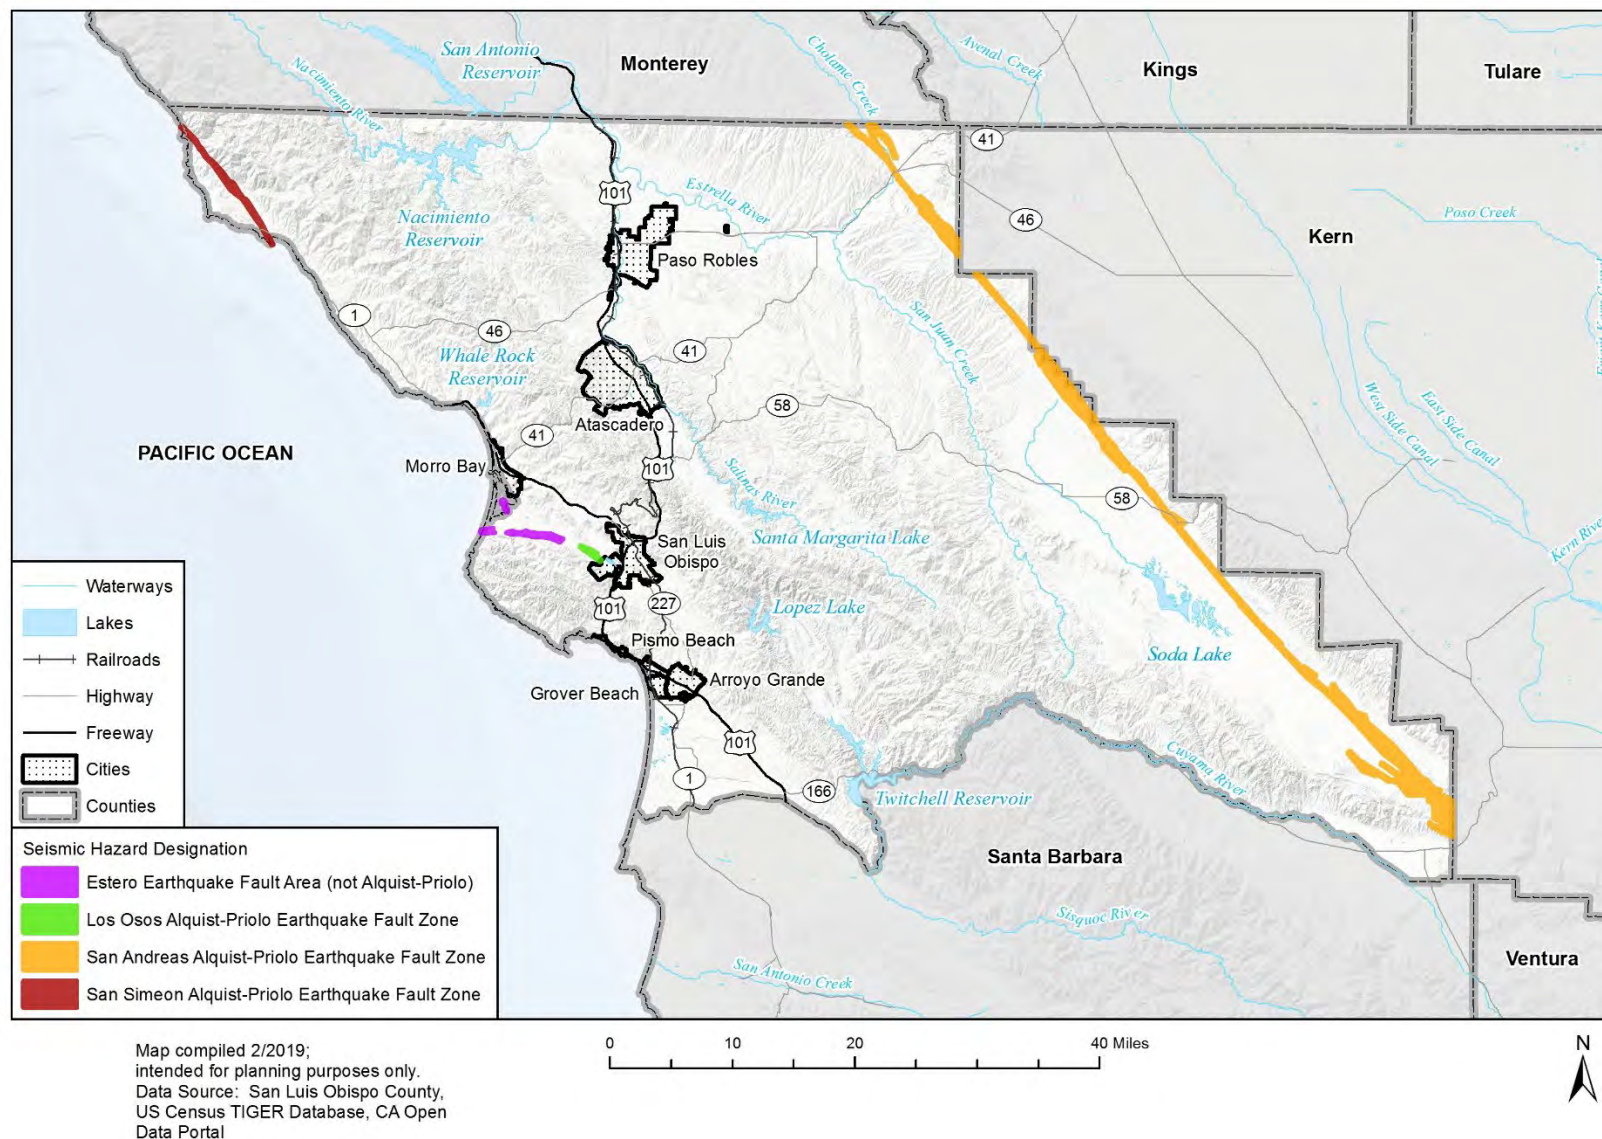 San Antonio
Reservoir
Monterey
Cholame Creek
Avenal Creek
Kings
Tulare
Nacimiento River
41
101
Estrella River
Nacimiento
Reservoir
46
Poso Creek
Kern
Paso Robles
1
46
San Juan Creek
Whale Rock
Reservoir
41
58
Atascadero
West Side Canal
East Side Canal
41
PACIFIC OCEAN
Morro Bay
101
Salinas River
58
San Luis
Obispo
Santa Margarita Lake
Kern River
101
227
Lopez Lake
Pismo Beach
Soda Lake
Grover Beach
Arroyo Grande
101
1
166
Twitchell Reservoir
Cuyama River
Santa Barbara
Sisquoc River
San Antonio Creek
Ventura
Waterways
Lakes
Railroads
Highway
Freeway
Cities
Counties
Seismic Hazard Designation
Estero Earthquake Fault Area (not Alquist-Priolo)
Los Osos Alquist-Priolo Earthquake Fault Zone
San Andreas Alquist-Priolo Earthquake Fault Zone
San Simeon Alquist-Priolo Earthquake Fault Zone
Map compiled 2/2019;
intended for planning purposes only.
Data Source: San Luis Obispo County,
US Census TIGER Database, CA Open
Data Portal
0 10 20 40 Miles
N